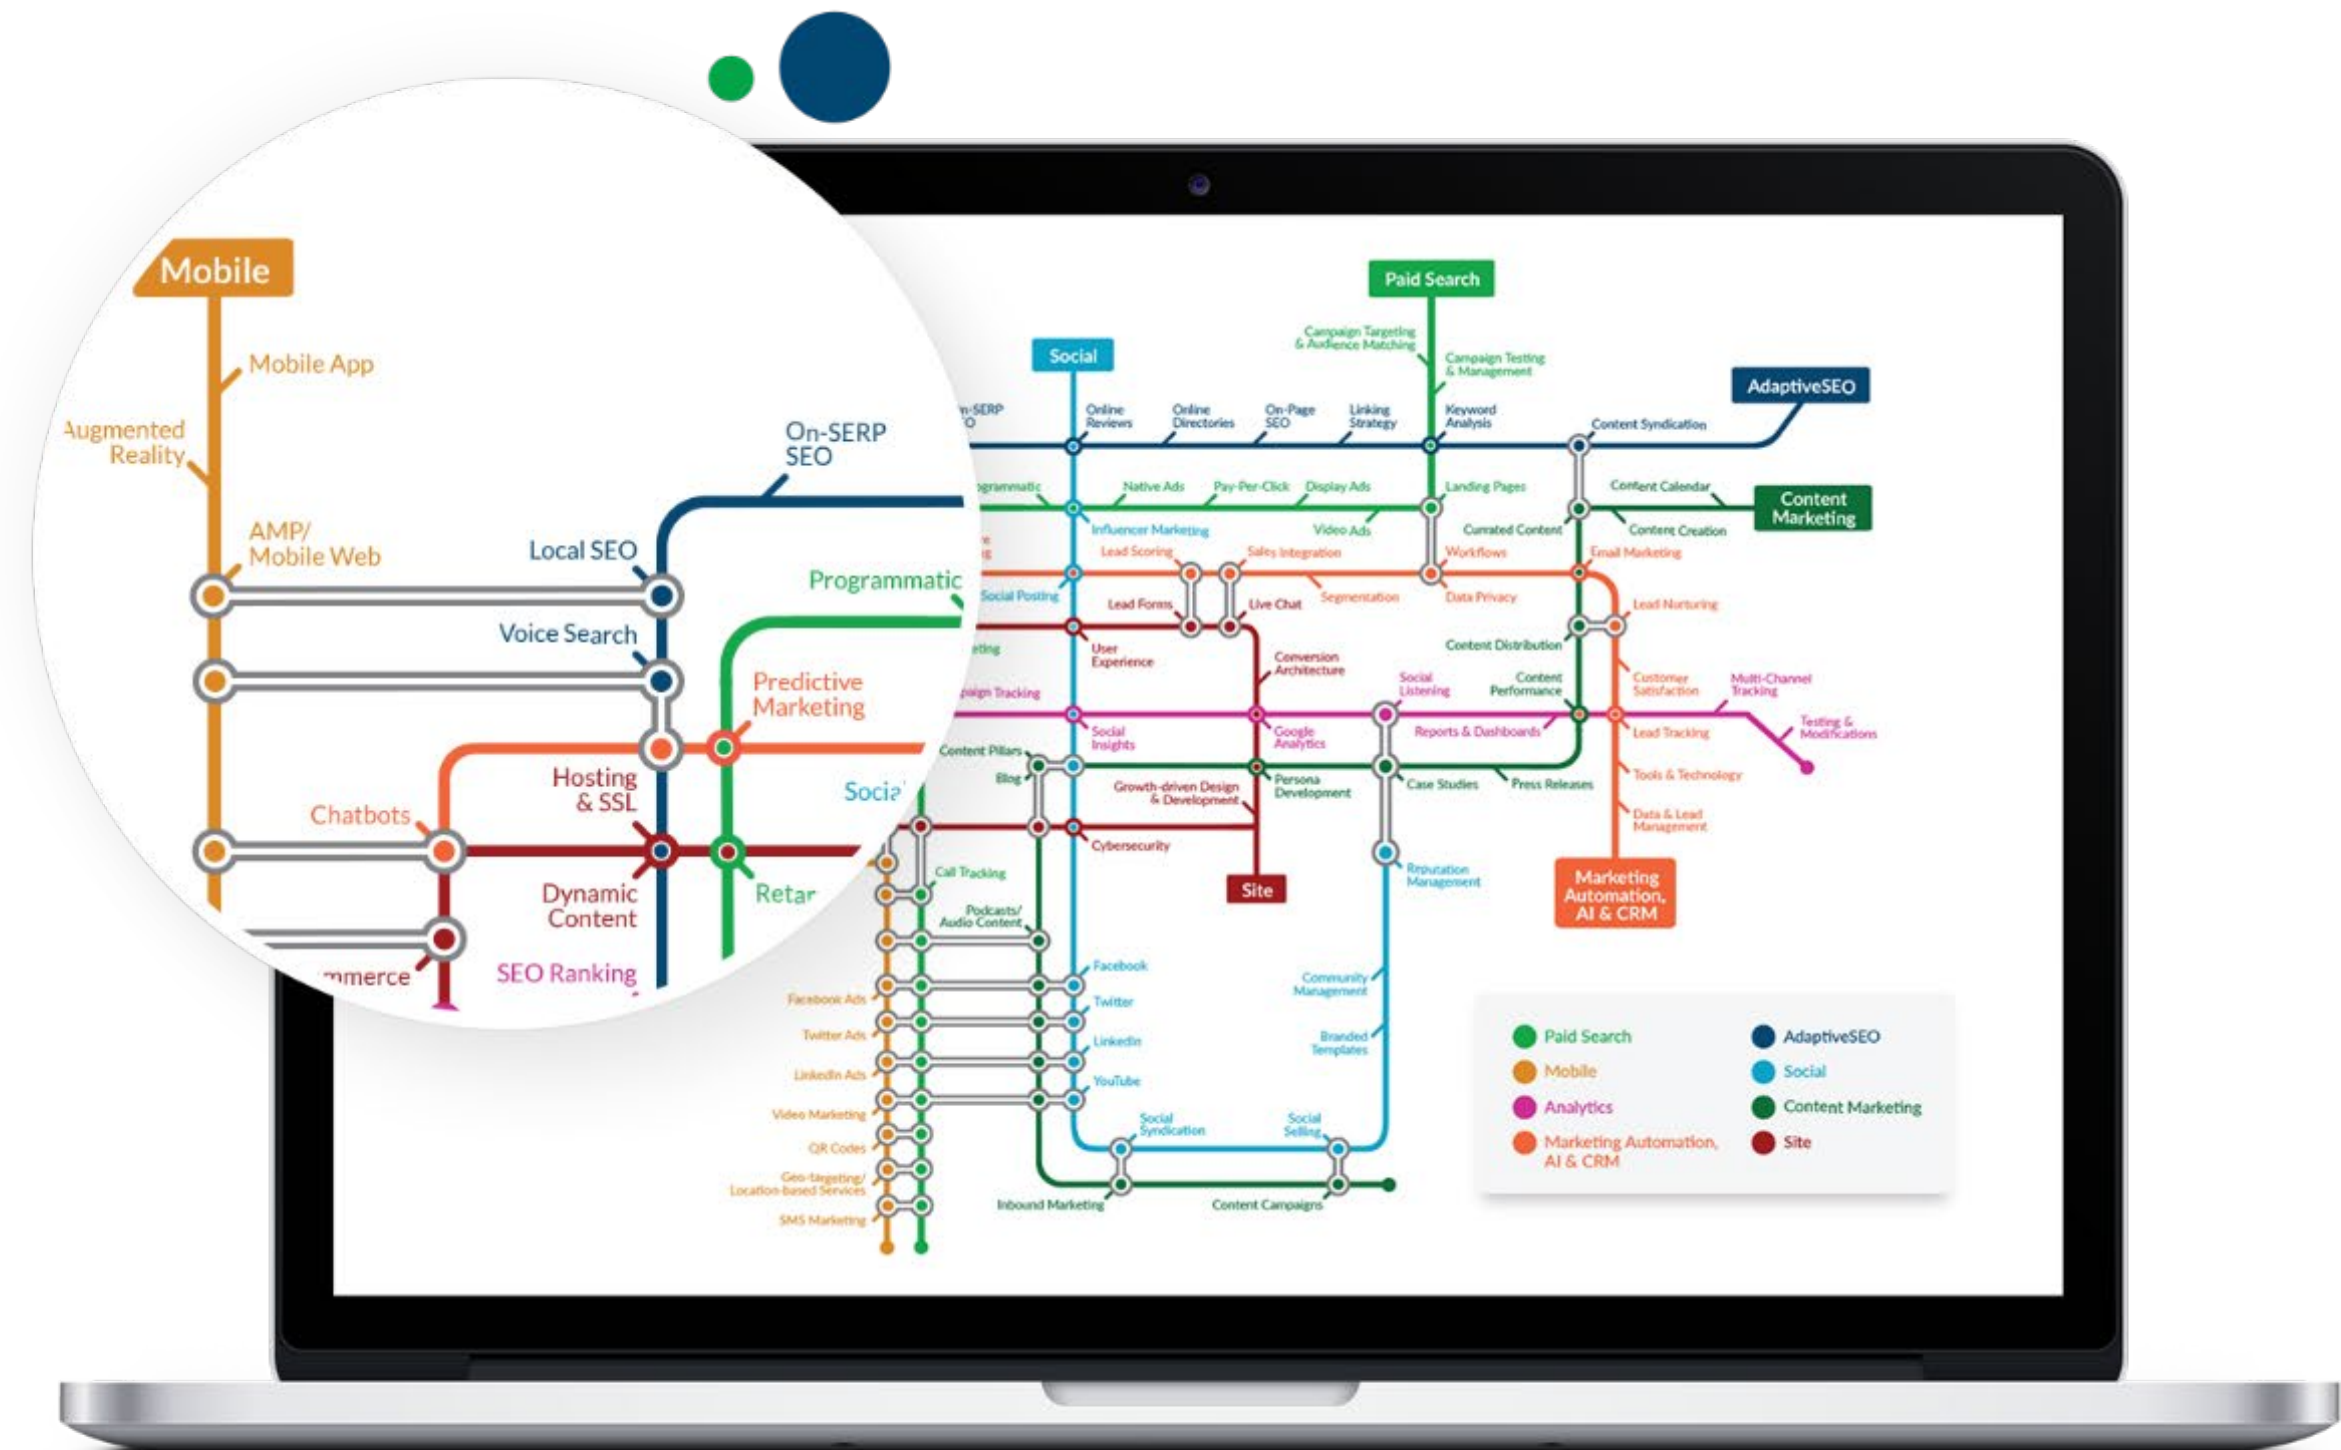 Mobile
Mobile App
Augmented
Reality
AMP/
Mobile Web
On-SERP
SEO
Local SEO
Voice Search
Programmatic
Predictive
Marketing
Hosting
& SSL
Chatbots
Dynamic
Content
SEO Ranking
Paid Search
Campaign Targeting
& Audience Matching
Campaign Testing
& Management
Social
AdaptiveSEO
Online
Reviews
Online
Directories
On-Page
SEO
Linking
Strategy
Keyword
Analysis
Content Syndication
Native Ads
Pay-Per-Click
Display Ads
Landing Pages
Content Calendar
Content
Marketing
Influencer Marketing
Video Ads
Currated Content
Content Creation
Lead Scoring
Sales Integration
Workflows
Email Marketing
Social Posting
Lead Forms
Live Chat
Segmentation
Data Privacy
Lead Nurturing
User
Experience
Conversion
Architecture
Content Distribution
Social
Listening
Content
Performance
Customer
Satisfaction
Multi-Channel
Tracking
Social
Insights
Google
Analytics
Reports & Dashboards
Lead Tracking
Testing &
Modifications
Content Pillars
Blog
Growth-driven Design
& Development
Persona
Development
Case Studies
Press Releases
Tools & Technology
Data & Lead
Management
Cybersecurity
Call Tracking
Site
Reputation
Management
Marketing
Automation,
AI & CRM
Podcasts/
Audio Content
Facebook
Facebook Ads
Community
Management
Twitter
Twitter Ads
LinkedIn
LinkedIn Ads
Branded
Templates
YouTube
Video Marketing
Social
Syndication
Social
Selling
QR Codes
Geo-targeting/
Location-based Services
SMS Marketing
Inbound Marketing
Content Campaigns
Paid Search
Mobile
Analytics
Marketing Automation,
AI & CRM
AdaptiveSEO
Social
Content Marketing
Site